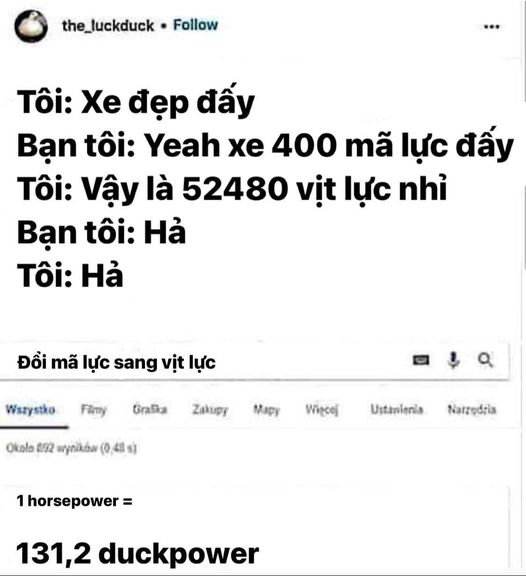 the_luckduck • Follow
Tôi: Xe đẹp đấy
Bạn tôi: Yeah xe 400 mã lực đấy
Tôi: Vậy là 52480 vịt lực nhỉ
Bạn tôi: Hả
Tôi: Hả
Đổi mã lực sang vịt lực
Wszystko Filmy Grafika Zakupy Mapy Więcej Ustawienia Narzędzia
Około 892 wyników (0,48 s)
1 horsepower =
131,2 duckpower